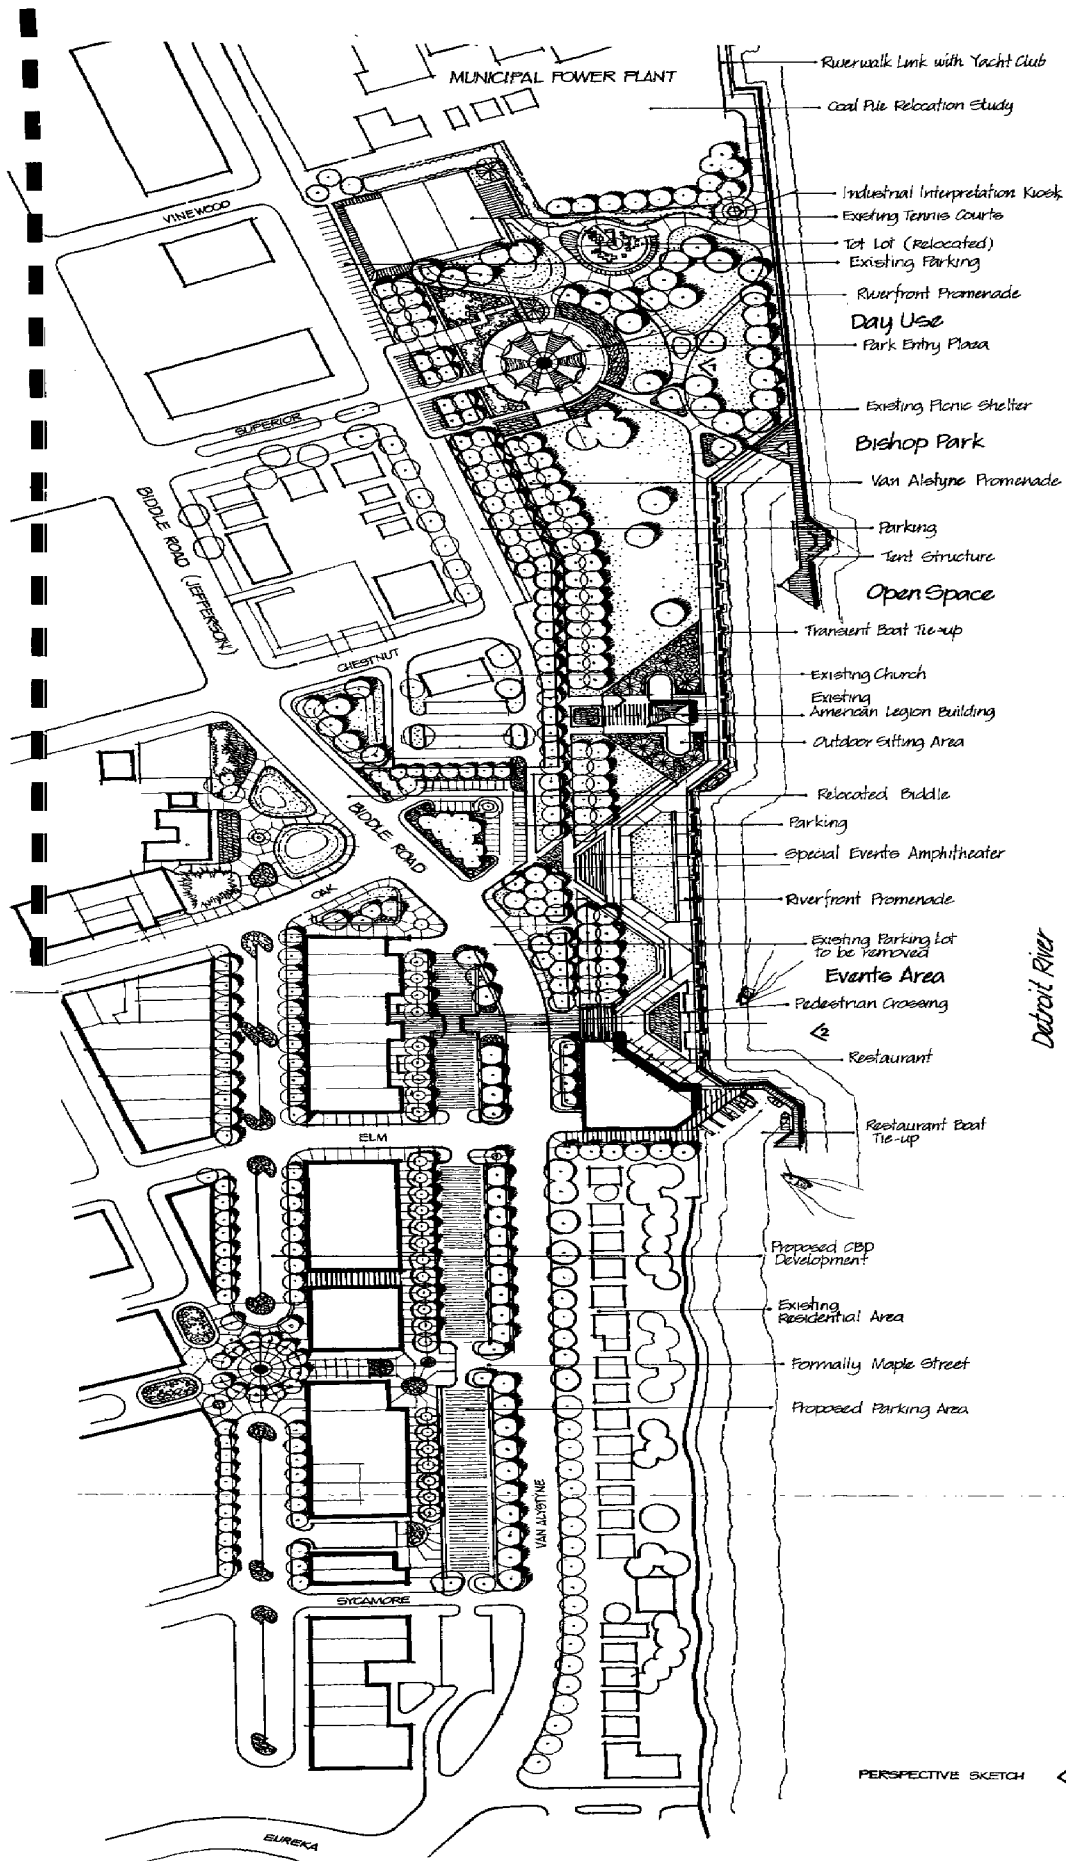 MUNICIPAL POWER PLANT
Riverwalk Link with Yacht Club
Coal Pile Relocation Study
Industrial Interpretation Kiosk
Existing Tennis Courts
Tot Lot (Relocated)
Existing Parking
Riverfront Promenade
Day Use
Park Entry Plaza
Existing Picnic Shelter
Bishop Park
Van Alstyne Promenade
Parking
Tent Structure
Open Space
Transient Boat Tie-up
Existing Church
Existing
American Legion Building
Outdoor Sitting Area
Relocated Biddle
Parking
Special Events Amphitheater
Riverfront Promenade
Existing Parking Lot
to be removed
Events Area
Pedestrian Crossing
2
Restaurant
Restaurant Boat
Tie-up
Proposed CBD
Development
Existing
Residential Area
Formally Maple Street
Proposed Parking Area
Detroit River
VINEWOOD
SUPERIOR
BIDDLE ROAD (JEFFERSON)
CHESTNUT
BIDDLE ROAD
OAK
ELM
VAN ALYSTYNE
SYCAMORE
EUREKA
PERSPECTIVE SKETCH